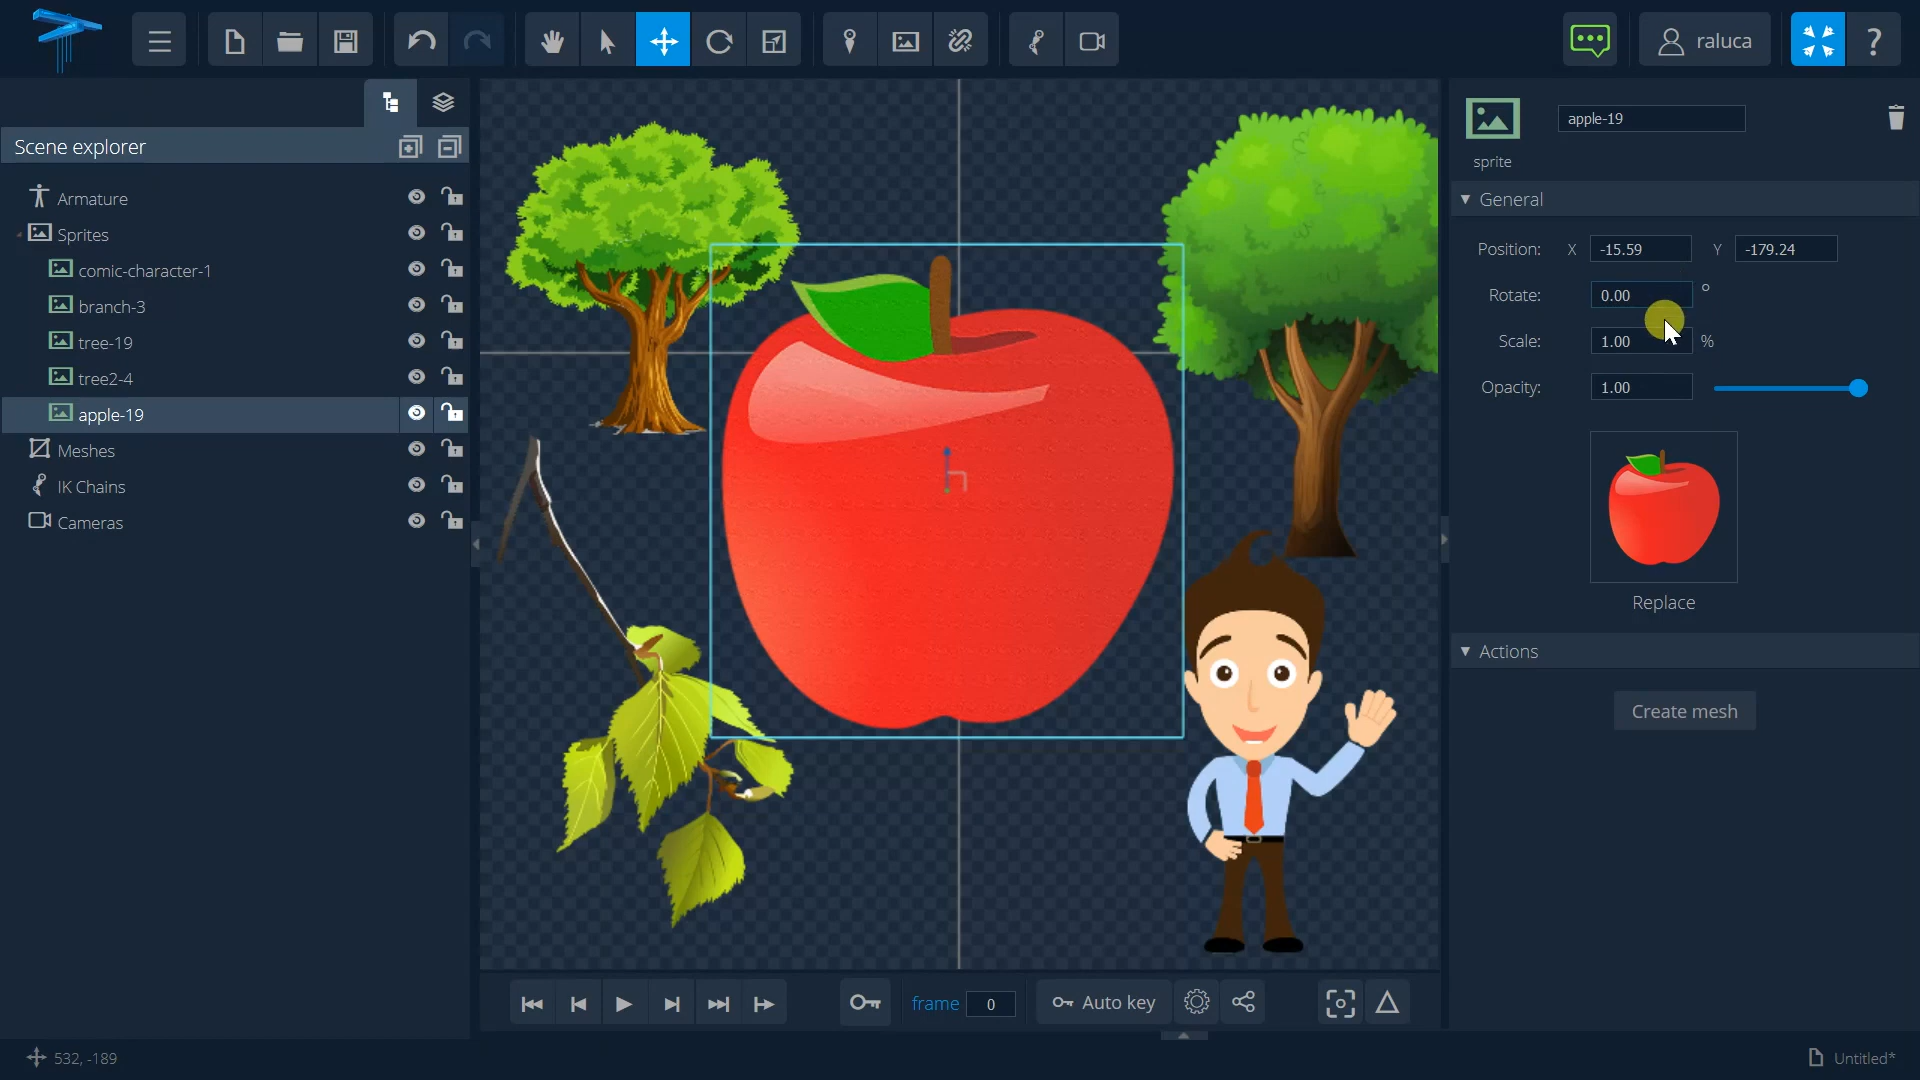 raluca
?
Scene explorer
Armature
Sprites
comic-character-1
branch-3
tree-19
tree2-4
apple-19
Meshes
IK Chains
Cameras
apple-19
sprite
General
Position: X -15.59 Y -179.24
Rotate: 0.00 °
Scale: 1.00 %
Opacity: 1.00
Replace
Actions
Create mesh
frame 0
Auto key
532, -189
Untitled*